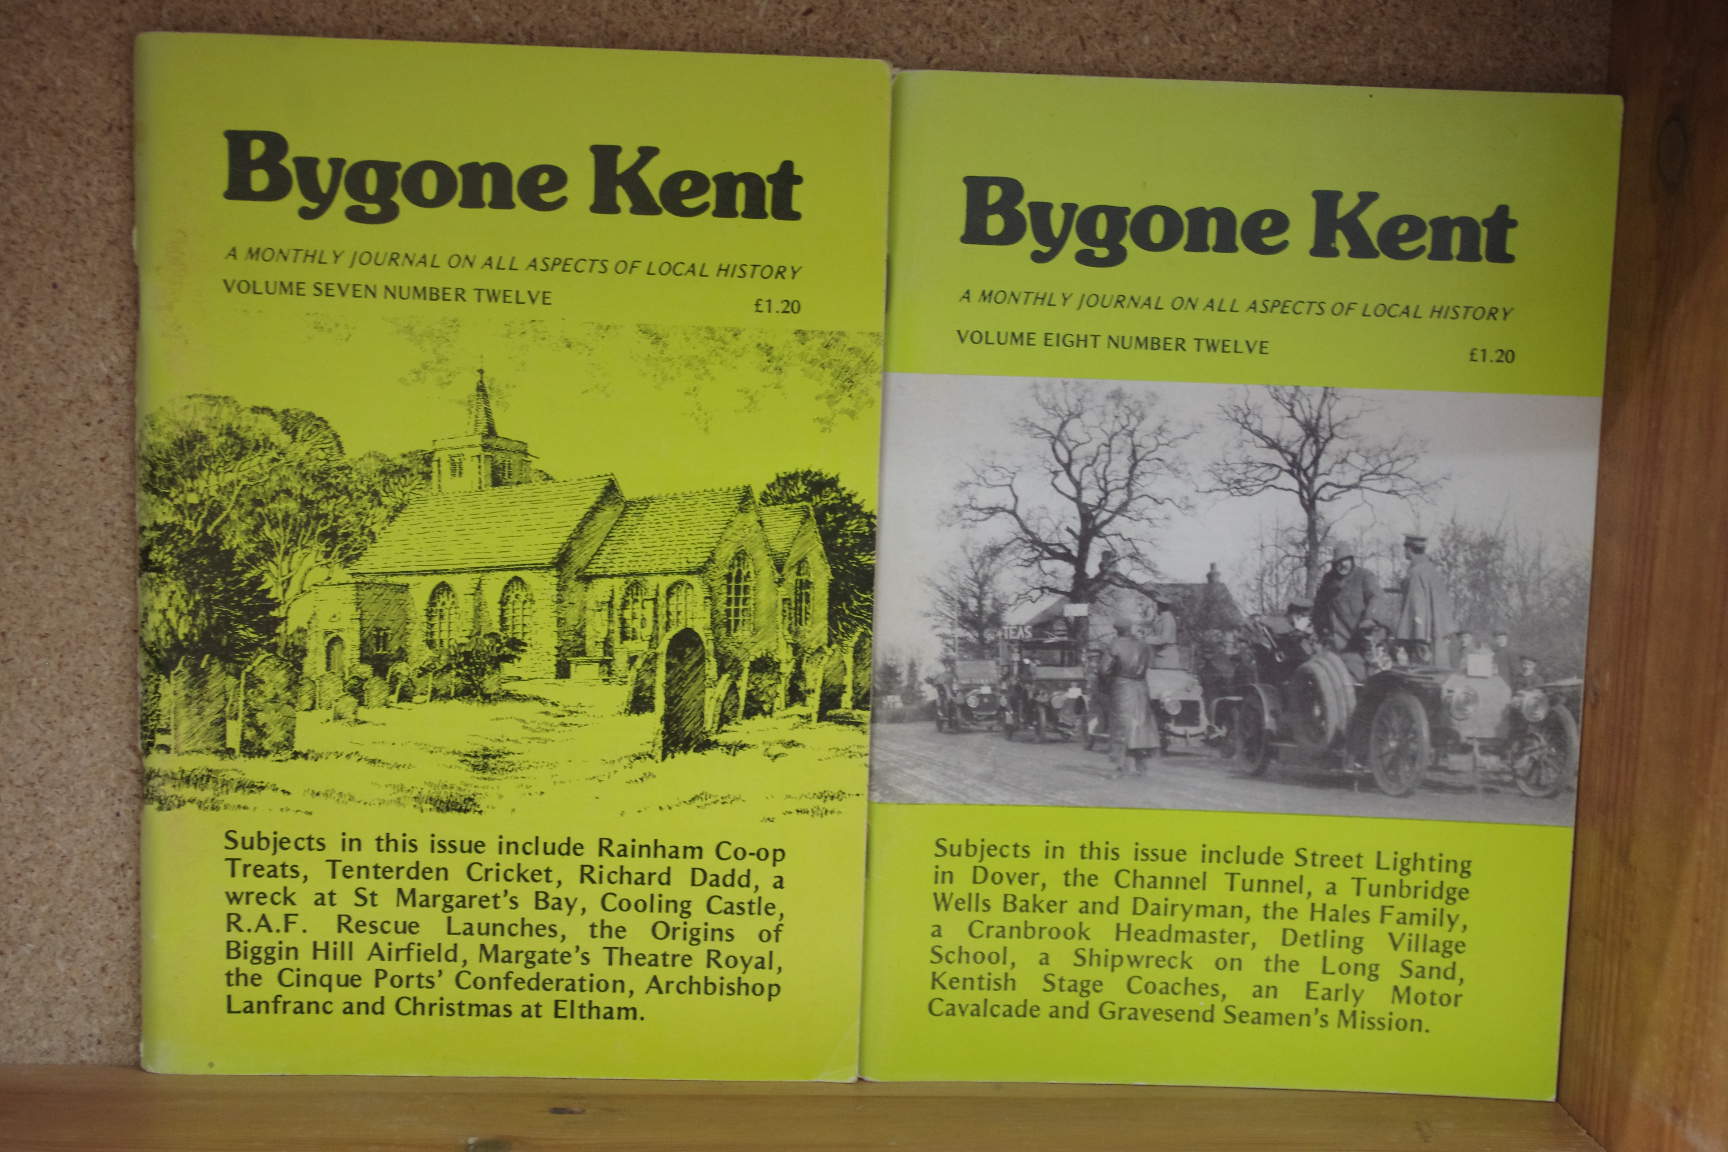 Bygone Kent
A MONTHLY JOURNAL ON ALL ASPECTS OF LOCAL HISTORY
VOLUME SEVEN NUMBER TWELVE
£1.20
Subjects in this issue include Rainham Co-op
Treats, Tenterden Cricket, Richard Dadd, a
wreck at St Margaret's Bay, Cooling Castle,
R.A.F. Rescue Launches, the Origins of
Biggin Hill Airfield, Margate's Theatre Royal,
the Cinque Ports' Confederation, Archbishop
Lanfranc and Christmas at Eltham.
Bygone Kent
A MONTHLY JOURNAL ON ALL ASPECTS OF LOCAL HISTORY
VOLUME EIGHT NUMBER TWELVE
£1.20
TEAS
Subjects in this issue include Street Lighting
in Dover, the Channel Tunnel, a Tunbridge
Wells Baker and Dairyman, the Hales Family,
a Cranbrook Headmaster, Detling Village
School, a Shipwreck on the Long Sand,
Kentish Stage Coaches, an Early Motor
Cavalcade and Gravesend Seamen's Mission.